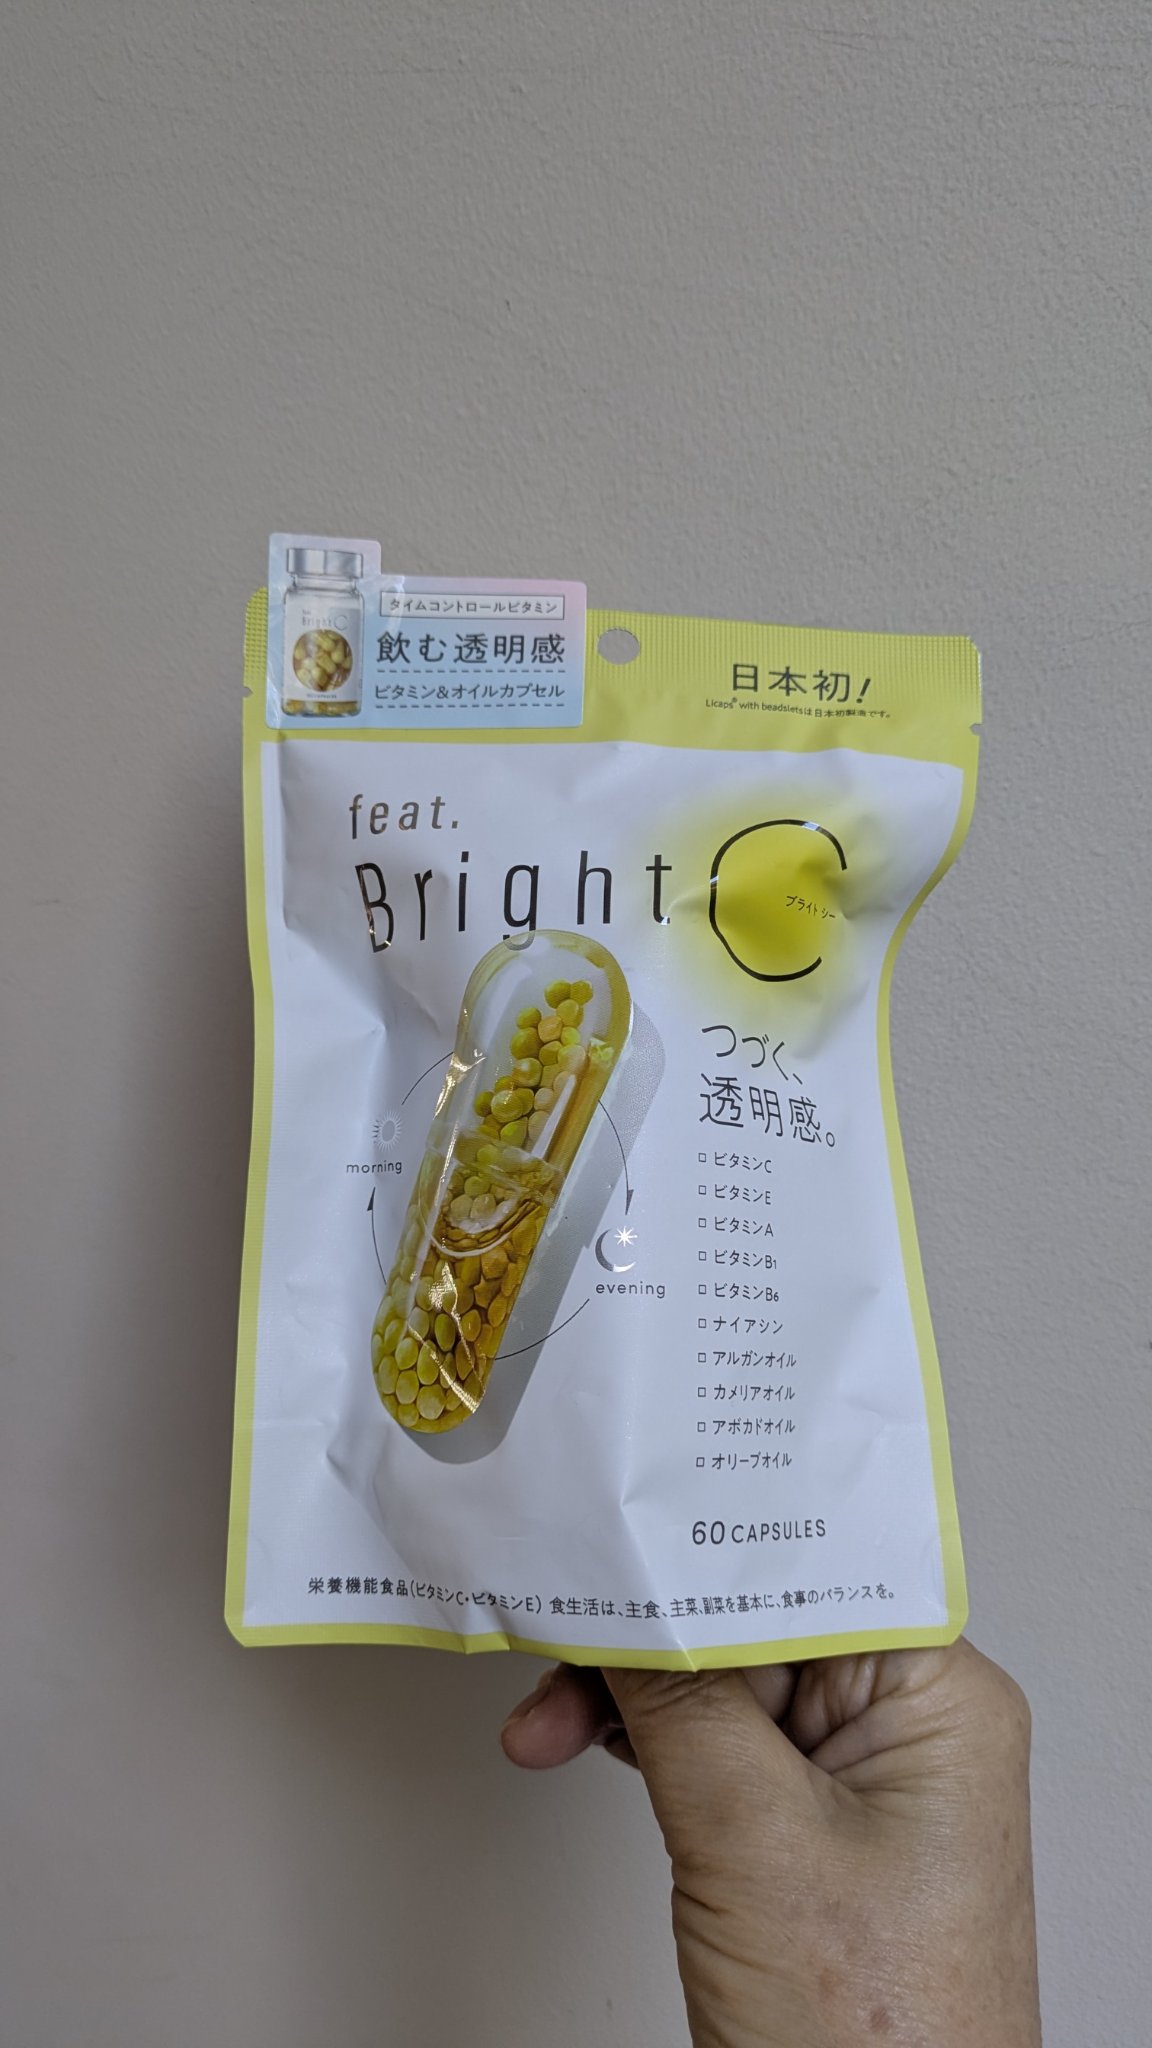 タイムコントロールビタミン
飲む透明感
ビタミン&オイルカプセル
日本初!
Licaps® with beadsletsは日本初製造です。
feat.
Bright C
ブライトシー
つづく、
透明感。
morning
evening
□ ビタミンC
□ ビタミンE
□ ビタミンA
□ ビタミンB1
□ ビタミンB6
□ ナイアシン
□ アルガンオイル
□ カメリアオイル
□ アボカドオイル
□ オリーブオイル
60 CAPSULES
栄養機能食品(ビタミンC・ビタミンE) 食生活は、主食、主菜、副菜を基本に、食事のバランスを。
Bright C